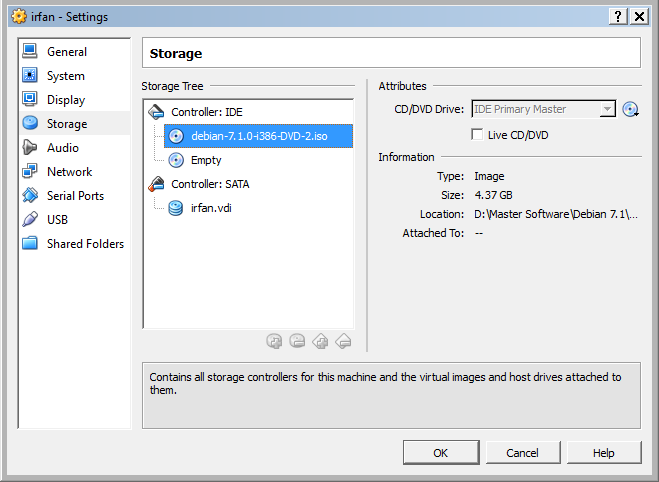 irfan - Settings
General
System
Display
Storage
Audio
Network
Serial Ports
USB
Shared Folders
Storage
Storage Tree
Controller: IDE
debian-7.1.0-i386-DVD-2.iso
Empty
Controller: SATA
irfan.vdi
Attributes
CD/DVD Drive: IDE Primary Master
Live CD/DVD
Information
Type: Image
Size: 4.37 GB
Location: D:\Master Software\Debian 7.1\...
Attached To: --
Contains all storage controllers for this machine and the virtual images and host drives attached to
them.
OK Cancel Help